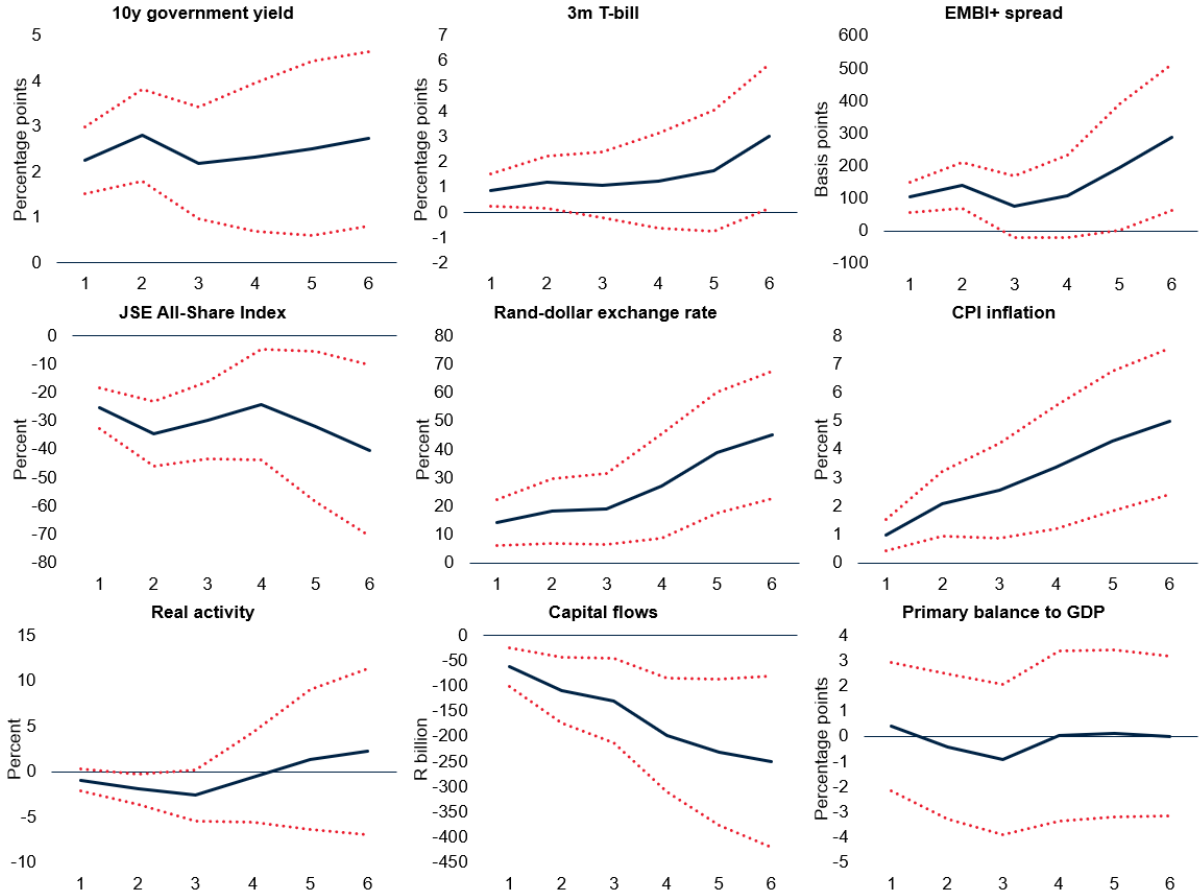 10y government yield
Percentage points
5
4
3
2
1
0
1 2 3 4 5 6
3m T-bill
Percentage points
7
6
5
4
3
2
1
0
-1
-2
1 2 3 4 5 6
EMBI+ spread
Basis points
600
500
400
300
200
100
0
-100
1 2 3 4 5 6
JSE All-Share Index
Percent
0
-10
-20
-30
-40
-50
-60
-70
-80
1 2 3 4 5 6
Rand-dollar exchange rate
Percent
80
70
60
50
40
30
20
10
0
1 2 3 4 5 6
CPI inflation
Percent
8
7
6
5
4
3
2
1
0
1 2 3 4 5 6
Real activity
Percent
15
10
5
0
-5
-10
1 2 3 4 5 6
Capital flows
R billion
0
-50
-100
-150
-200
-250
-300
-350
-400
-450
1 2 3 4 5 6
Primary balance to GDP
Percentage points
4
3
2
1
0
-1
-2
-3
-4
-5
1 2 3 4 5 6